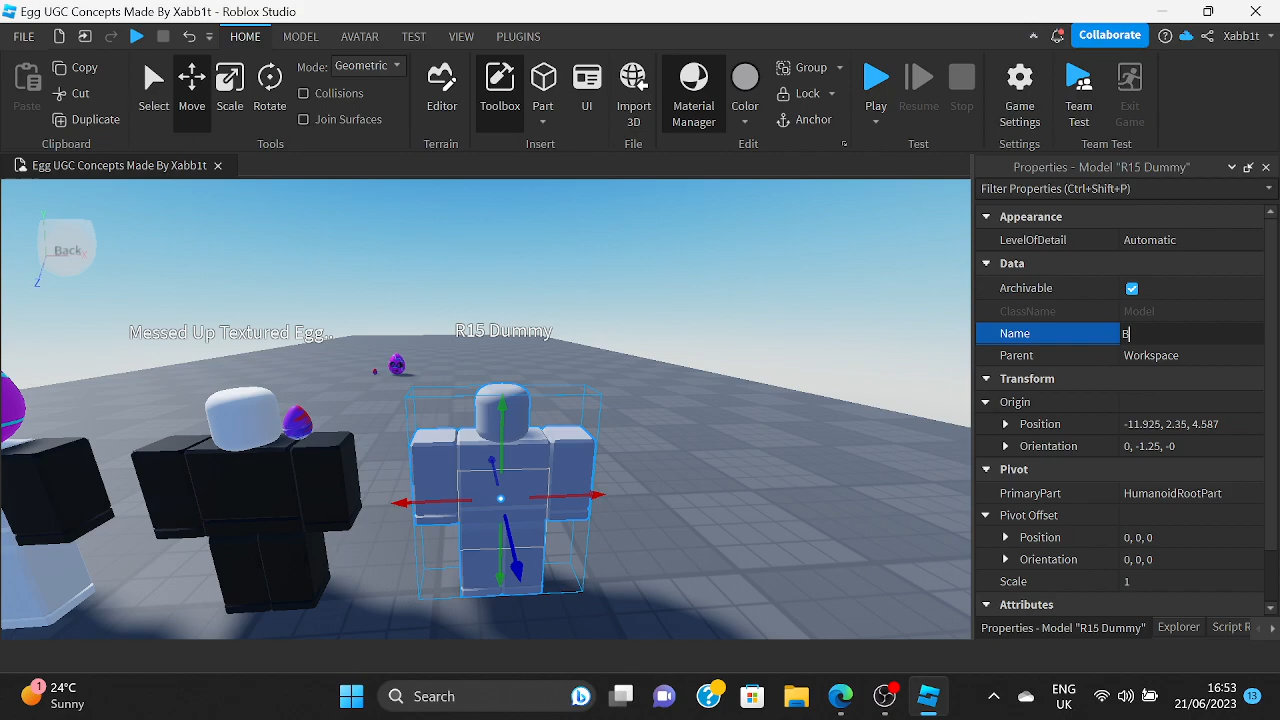 Egg UGC Concepts Made By Xabb1t - Roblox Studio
FILE
HOME
MODEL
AVATAR
TEST
VIEW
PLUGINS
Collaborate
Xabb1t
Paste
Copy
Cut
Duplicate
Clipboard
Select
Move
Scale
Rotate
Mode: Geometric
Collisions
Join Surfaces
Tools
Editor
Terrain
Toolbox
Part
UI
Insert
Import
3D
File
Material
Manager
Color
Group
Lock
Anchor
Edit
Play
Resume
Stop
Test
Game
Settings
Settings
Team
Test
Exit
Game
Team Test
Egg UGC Concepts Made By Xabb1t
Back
Messed Up Textured Egg..
R15 Dummy
Properties - Model "R15 Dummy"
Filter Properties (Ctrl+Shift+P)
Appearance
LevelOfDetail Automatic
Data
Archivable
ClassName Model
Name B
Parent Workspace
Transform
Origin
Position -11.925, 2.35, 4.587
Orientation 0, -1.25, -0
Pivot
PrimaryPart HumanoidRootPart
Pivot Offset
Position 0, 0, 0
Orientation 0, 0, 0
Scale 1
Attributes
Properties - Model "R15 Dummy"
Explorer
Script R
1
24°C
Sunny
Search
ENG
UK
16:53
21/06/2023
13